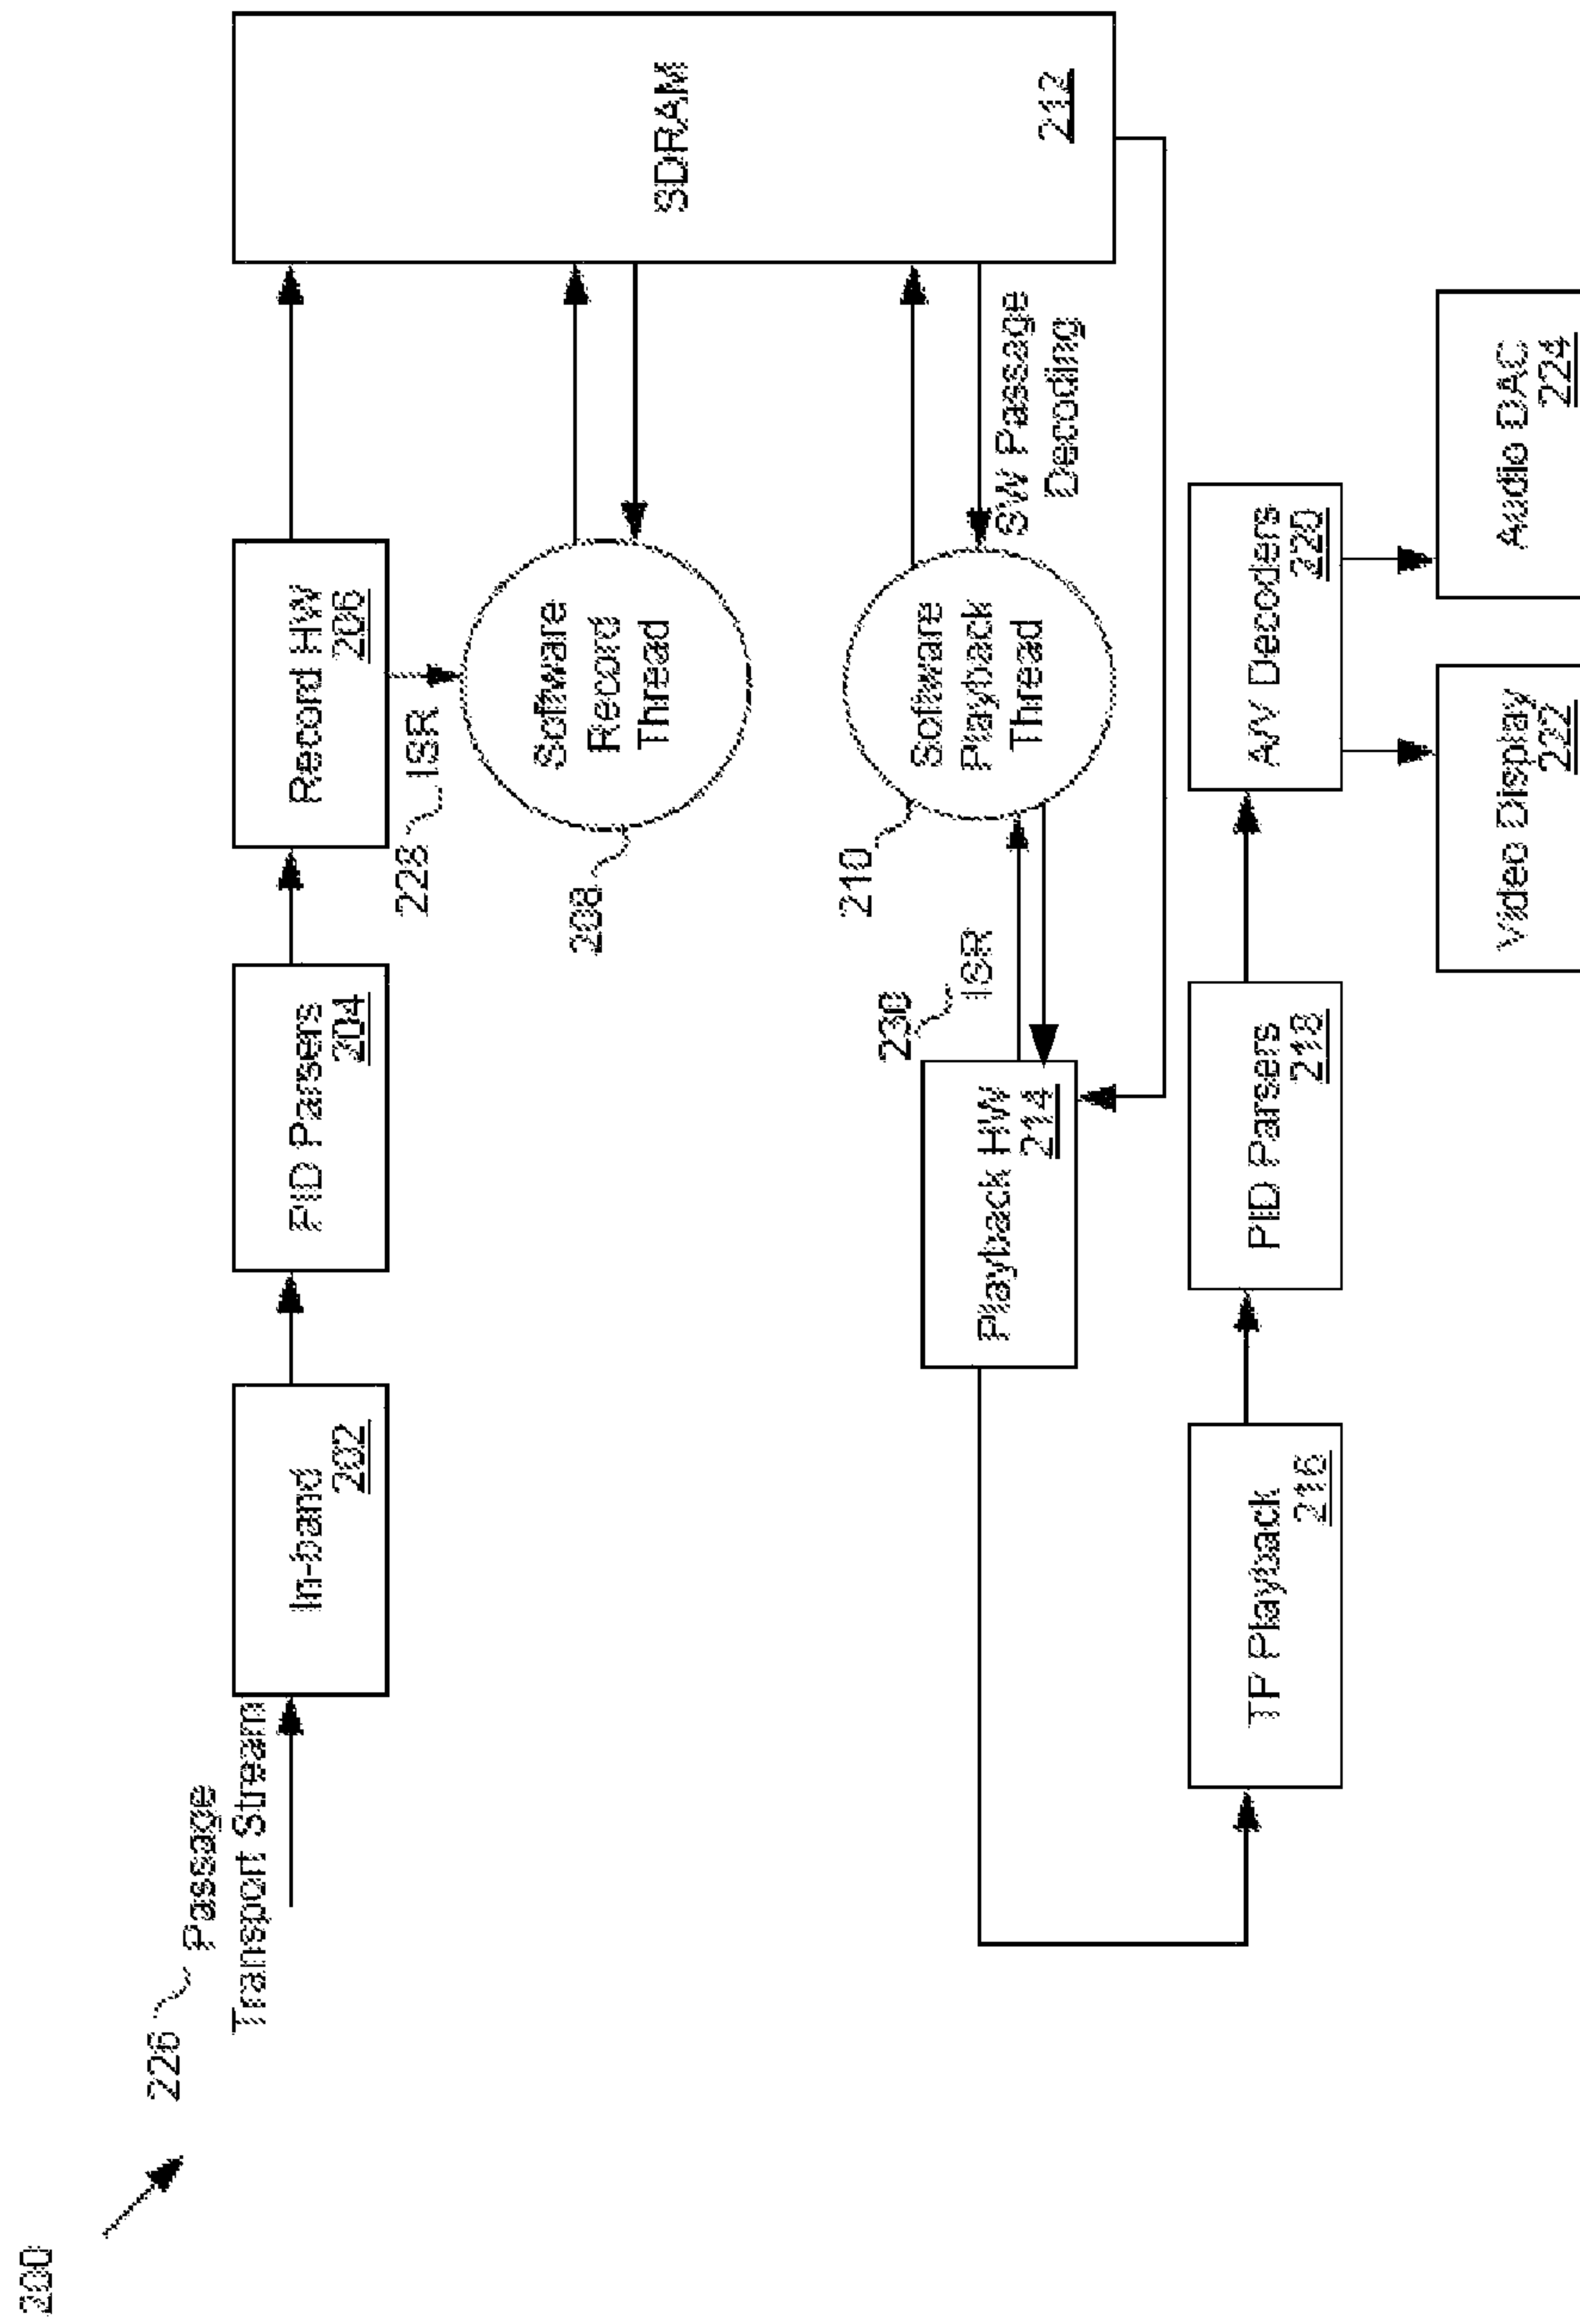 200
226 Passage
Transport Stream
In-band
202
PID Parsers
204
Record HW
206
SDRAM
212
228 ISR
Software
Record
Thread
208
210
Software
Playback
Thread
SW Passage
Decoding
230 ISR
Playback HW
214
TP Playback
216
PID Parsers
218
A/V Decoders
220
Video Display
222
Audio DAC
224